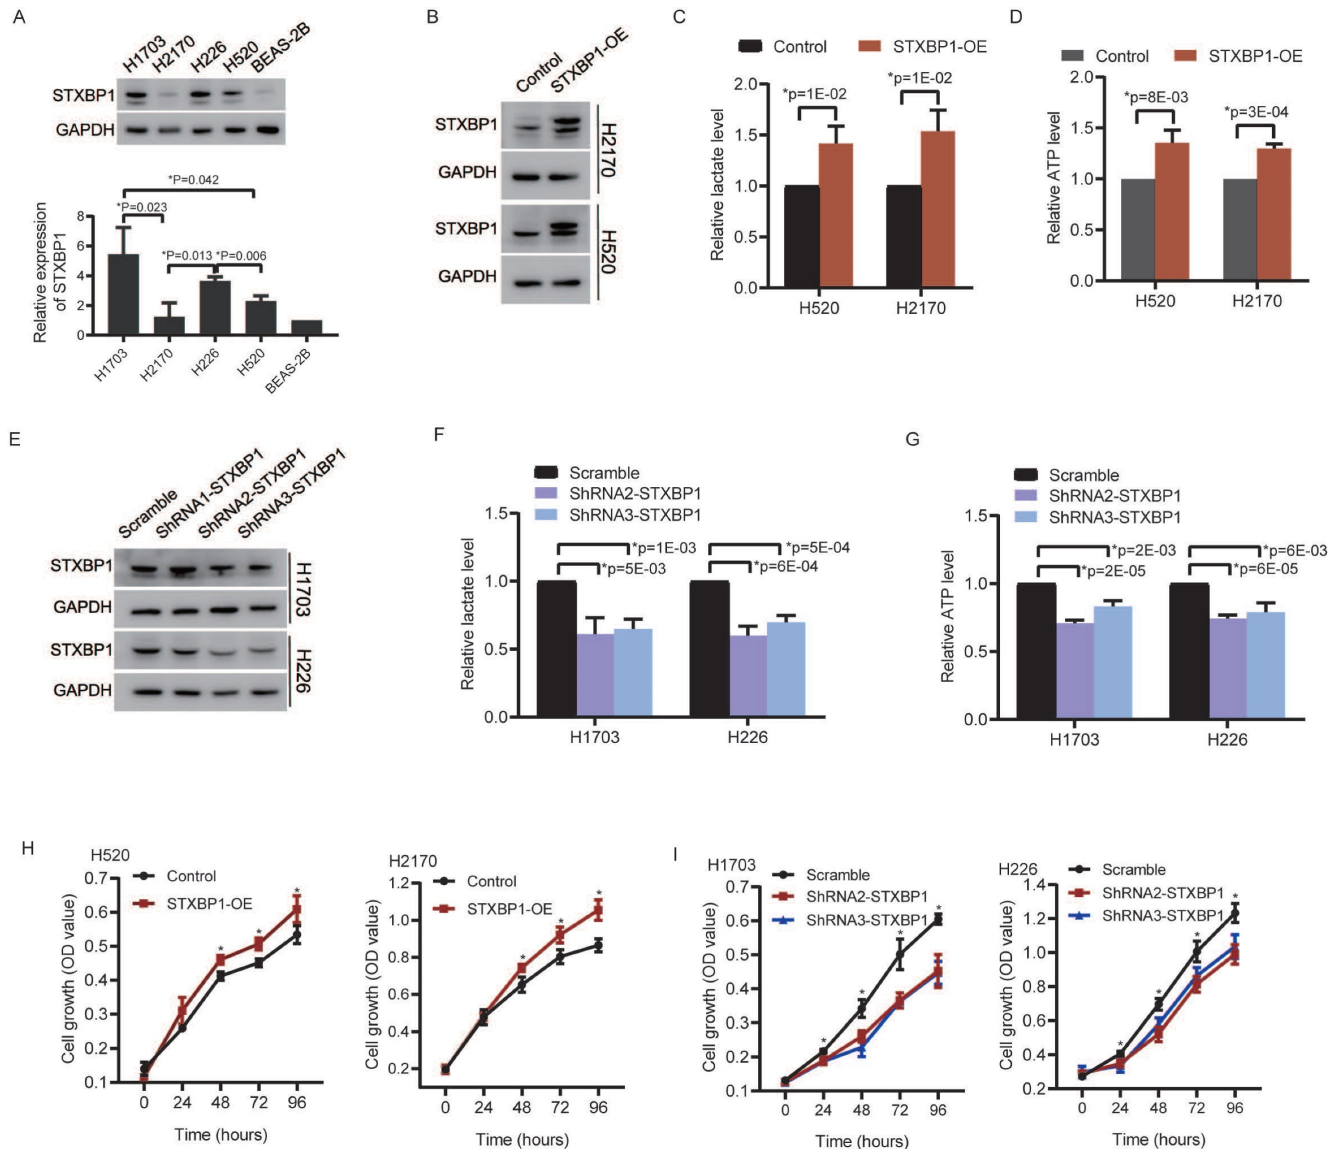 A
H1703
H2170
H226
H520
BEAS-2B
STXBP1
GAPDH
*P=0.042
*P=0.023
*P=0.013
*P=0.006
Relative expression
of STXBP1
8
6
4
2
0
H1703
H2170
H226
H520
BEAS-2B
B
Control
STXBP1-OE
STXBP1
GAPDH
H2170
STXBP1
GAPDH
H520
C
Control
STXBP1-OE
*p=1E-02
*p=1E-02
Relative lactate level
2.0
1.5
1.0
0.5
0.0
H520
H2170
D
Control
STXBP1-OE
*p=8E-03
*p=3E-04
Relative ATP level
2.0
1.5
1.0
0.5
0.0
H520
H2170
E
Scramble
ShRNA1-STXBP1
ShRNA2-STXBP1
ShRNA3-STXBP1
STXBP1
GAPDH
H1703
STXBP1
GAPDH
H226
F
Scramble
ShRNA2-STXBP1
ShRNA3-STXBP1
*p=1E-03
*p=5E-03
*p=5E-04
*p=6E-04
Relative lactate level
1.5
1.0
0.5
0.0
H1703
H226
G
Scramble
ShRNA2-STXBP1
ShRNA3-STXBP1
*p=2E-03
*p=2E-05
*p=6E-03
*p=6E-05
Relative ATP level
1.5
1.0
0.5
0.0
H1703
H226
H
H520
Control
STXBP1-OE
* * *
Cell growth (OD value)
0.7
0.6
0.5
0.4
0.3
0.2
0.1
0 24 48 72 96
Time (hours)
H2170
Control
STXBP1-OE
* * *
Cell growth (OD value)
1.2
1.0
0.8
0.6
0.4
0.2
0 24 48 72 96
Time (hours)
I
H1703
Scramble
ShRNA2-STXBP1
ShRNA3-STXBP1
* * * *
Cell growth (OD value)
0.7
0.6
0.5
0.4
0.3
0.2
0.1
0 24 48 72 96
Time (hours)
H226
Scramble
ShRNA2-STXBP1
ShRNA3-STXBP1
* * * *
Cell growth (OD value)
1.4
1.2
1.0
0.8
0.6
0.4
0.2
0 24 48 72 96
Time (hours)